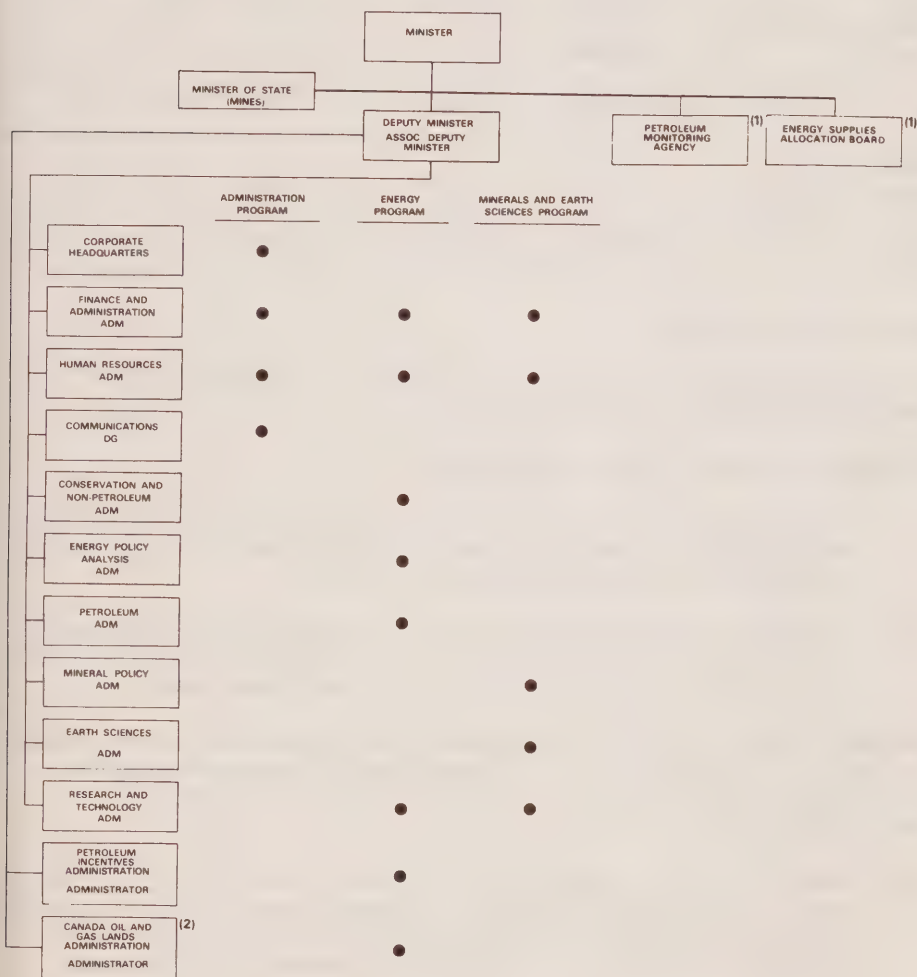 MINISTER
MINISTER OF STATE
(MINES)
DEPUTY MINISTER
ASSOC DEPUTY
MINISTER
PETROLEUM
MONITORING
AGENCY
(1)
ENERGY SUPPLIES
ALLOCATION BOARD
(1)
ADMINISTRATION
PROGRAM
ENERGY
PROGRAM
MINERALS AND EARTH
SCIENCES PROGRAM
CORPORATE
HEADQUARTERS
FINANCE AND
ADMINISTRATION
ADM
HUMAN RESOURCES
ADM
COMMUNICATIONS
DG
CONSERVATION AND
NON-PETROLEUM
ADM
ENERGY POLICY
ANALYSIS
ADM
PETROLEUM
ADM
MINERAL POLICY
ADM
EARTH SCIENCES
ADM
RESEARCH AND
TECHNOLOGY
ADM
PETROLEUM
INCENTIVES
ADMINISTRATION
ADMINISTRATOR
CANADA OIL AND
GAS LANDS
ADMINISTRATION
ADMINISTRATOR
(2)